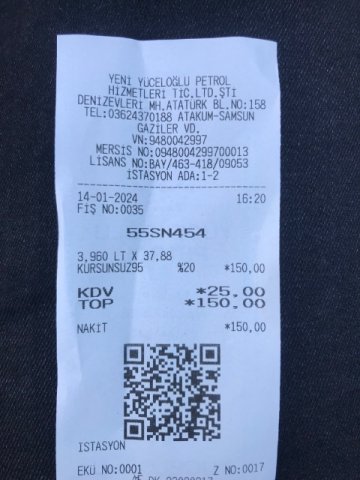 YENİ YÜCELOĞLU PETROL
HİZMETLERİ TİC.LTD.ŞTİ
DENİZEVLERİ MH.ATATÜRK BL.NO:158
TEL:03624370188 ATAKUM-SAMSUN
GAZİLER VD.
VN:9480042997
MERSİS NO:0948004299700013
LİSANS NO:BAY/463-418/09053
İSTASYON ADA:1-2
14-01-2024 16:20
FİŞ NO:0035
55SN454
3,960 LT X 37,88
KURSUNSUZ95 %20 *150,00
KDV *25,00
TOP *150,00
NAKİT *150,00
ISTASYON
EKÜ NO:0001 Z NO:0017